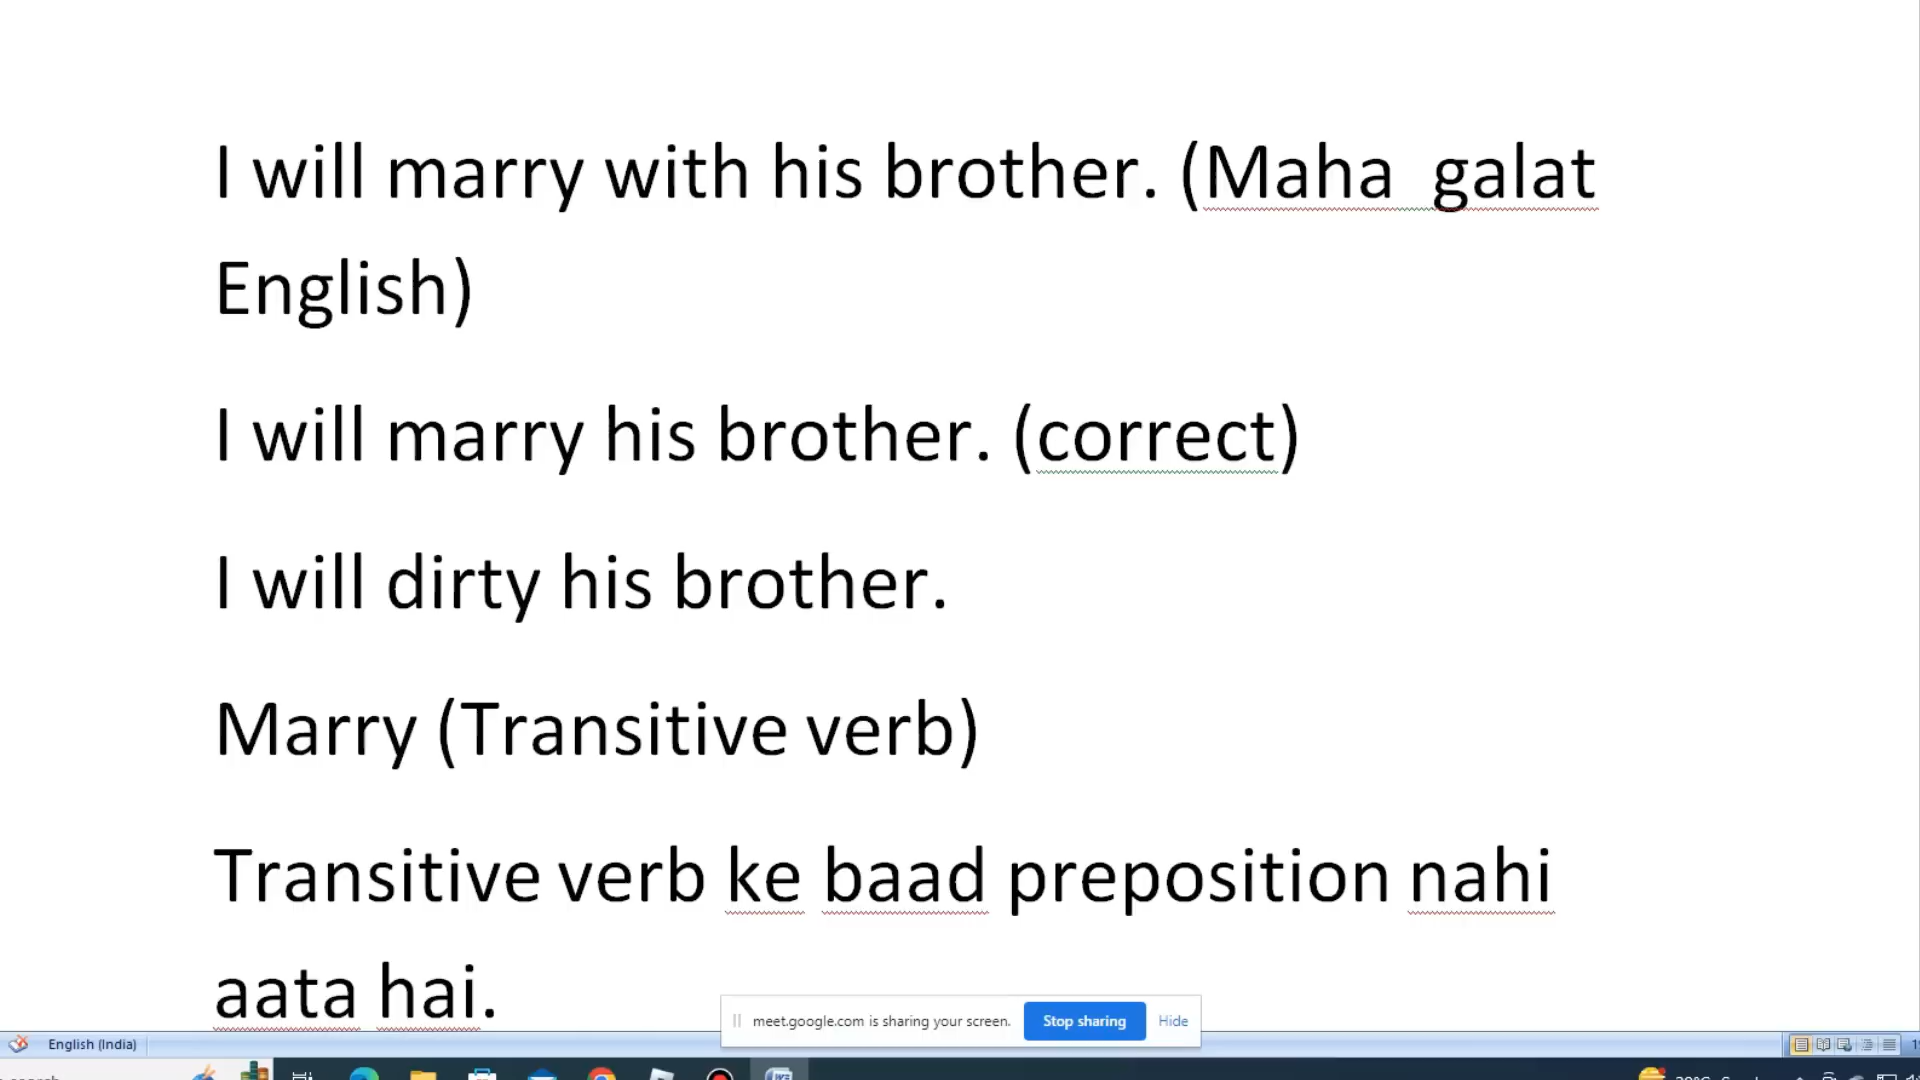 I will marry with his brother. (Maha  galat
English)
I will marry his brother. (correct)
I will dirty his brother.
Marry (Transitive verb)
Transitive verb ke baad preposition nahi
aata hai.
meet.google.com is sharing your screen. Stop sharing Hide
English (India)